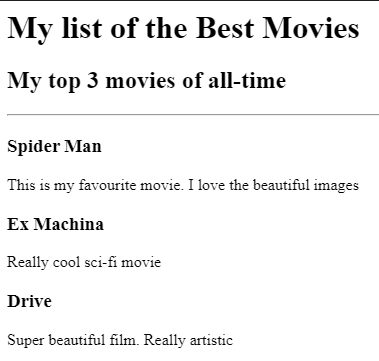 My list of the Best Movies
My top 3 movies of all-time
Spider Man
This is my favourite movie. I love the beautiful images
Ex Machina
Really cool sci-fi movie
Drive
Super beautiful film. Really artistic